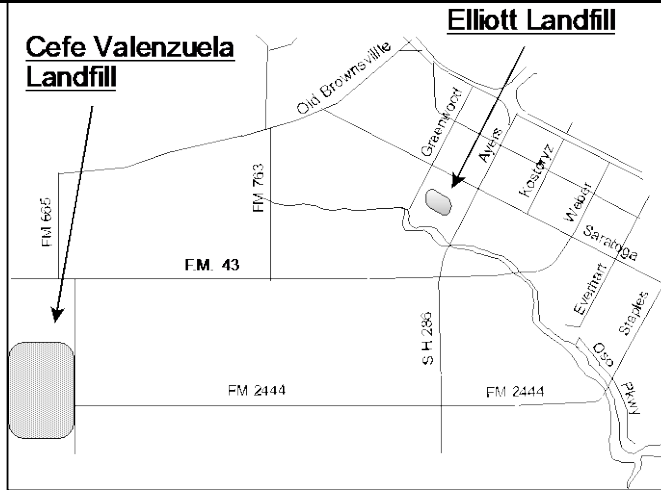 Elliott Landfill
Cefe Valenzuela
Landfill
Old Brownsvillle
Greenwood
Ayers
Kostoryz
Weber
Saratoga
Everhart
Staples
Oso
Pkwy
FM 665
FM 763
F.M. 43
S H 286
FM 2444
FM 2444